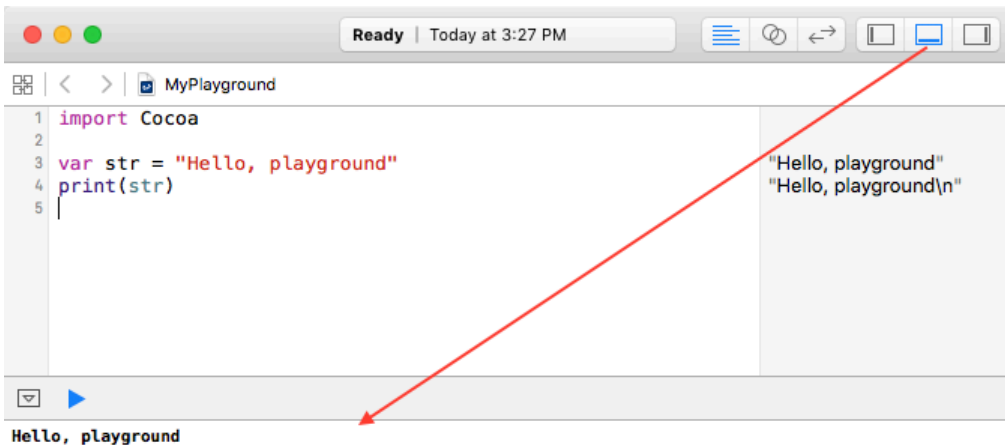 Ready | Today at 3:27 PM
MyPlayground
1 import Cocoa
2
3 var str = "Hello, playground"
"Hello, playground"
4 print(str)
"Hello, playground\n"
5
Hello, playground